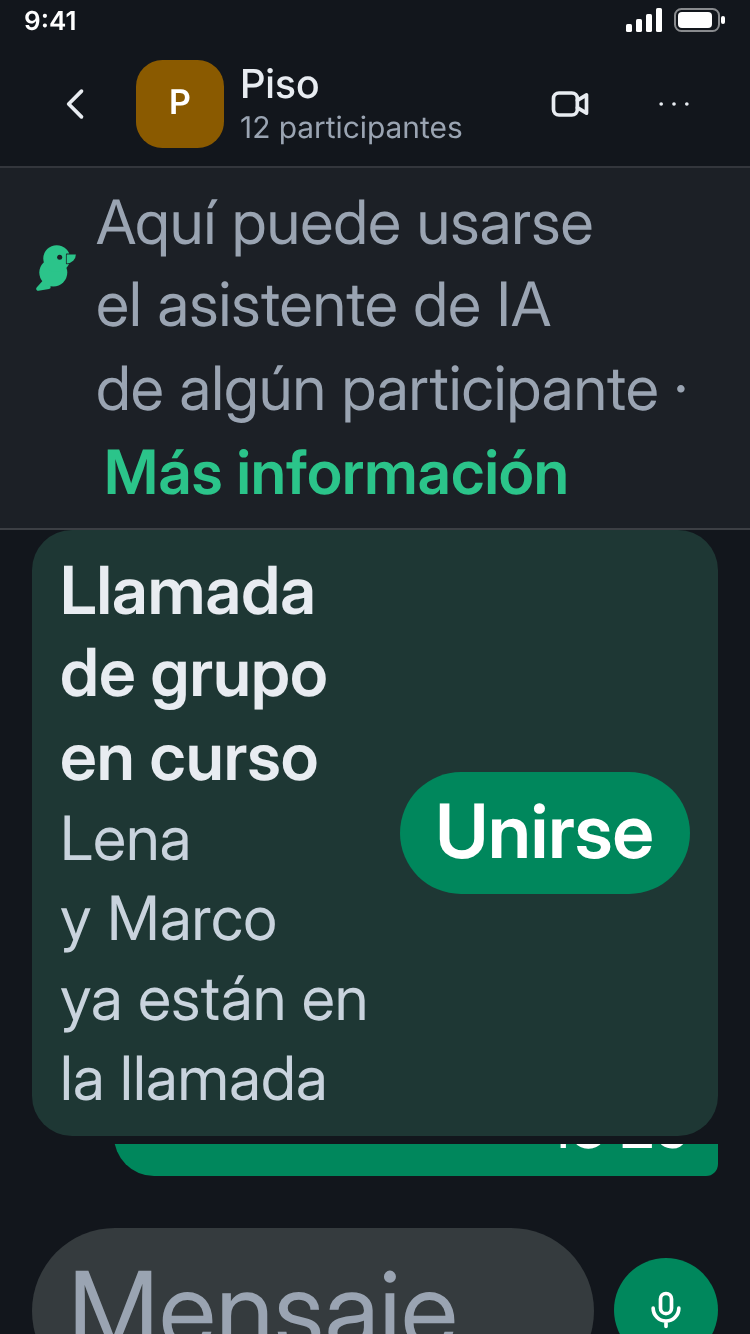 9:41
P
Piso
12 participantes
Aquí puede usarse
el asistente de IA
de algún participante ·
Más información
Llamada
de grupo
en curso
Lena
y Marco
ya están en
la llamada
Unirse
Mensaje